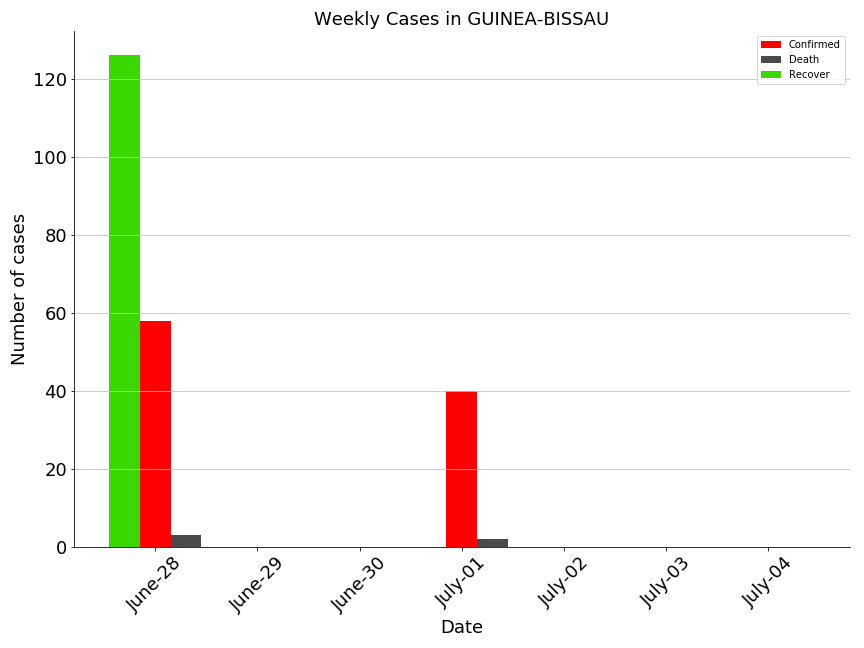 Weekly Cases in GUINEA-BISSAU
Confirmed
Death
Recover
Number of cases
120
100
80
60
40
20
0
June-28
June-29
June-30
July-01
July-02
July-03
July-04
Date